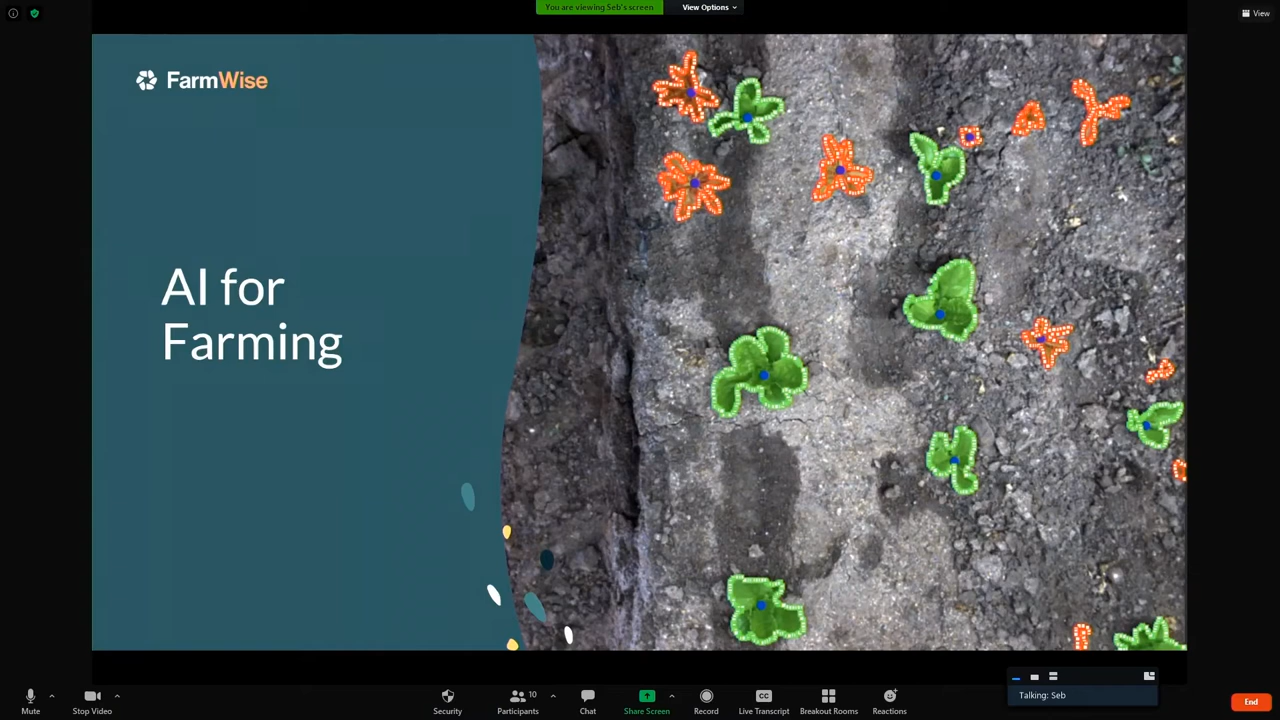 You are viewing Seb's screen
View Options
View
FarmWise
AI for
Farming
Talking: Seb
Mute
Stop Video
Security
Participants
10
Chat
Share Screen
Record
Live Transcript
Breakout Rooms
Reactions
End